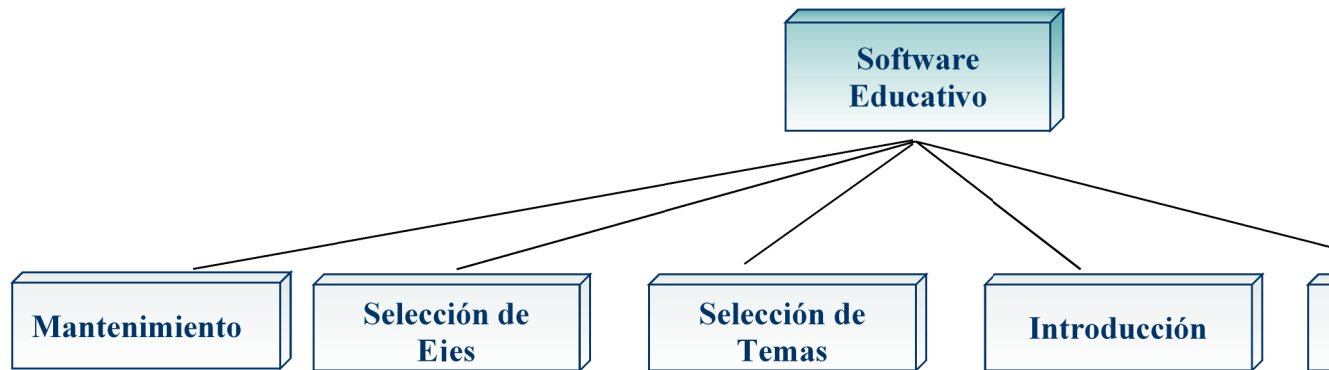 Software
Educativo
Mantenimiento
Selección de
Ejes
Selección de
Temas
Introducción